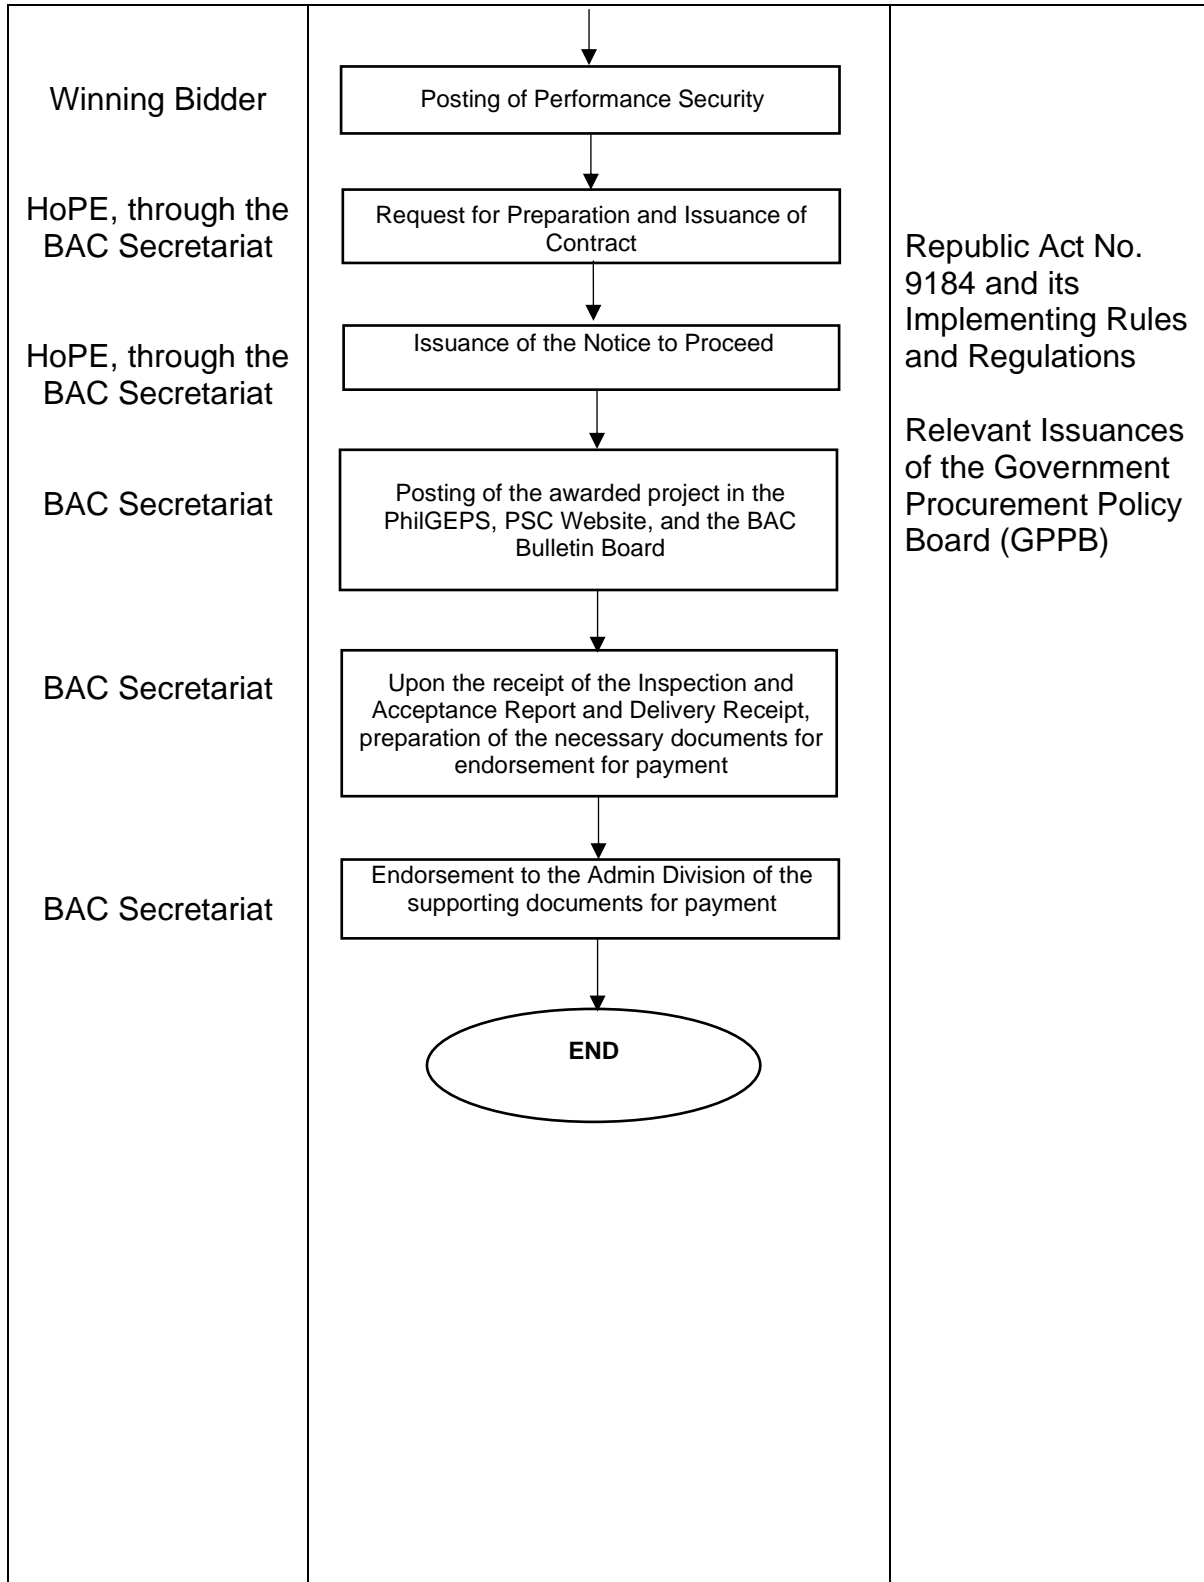 Winning Bidder
Posting of Performance Security
HoPE, through the
BAC Secretariat
Request for Preparation and Issuance of
Contract
HoPE, through the
BAC Secretariat
Issuance of the Notice to Proceed
BAC Secretariat
Posting of the awarded project in the
PhilGEPS, PSC Website, and the BAC
Bulletin Board
BAC Secretariat
Upon the receipt of the Inspection and
Acceptance Report and Delivery Receipt,
preparation of the necessary documents for
endorsement for payment
BAC Secretariat
Endorsement to the Admin Division of the
supporting documents for payment
END
Republic Act No.
9184 and its
Implementing Rules
and Regulations
Relevant Issuances
of the Government
Procurement Policy
Board (GPPB)